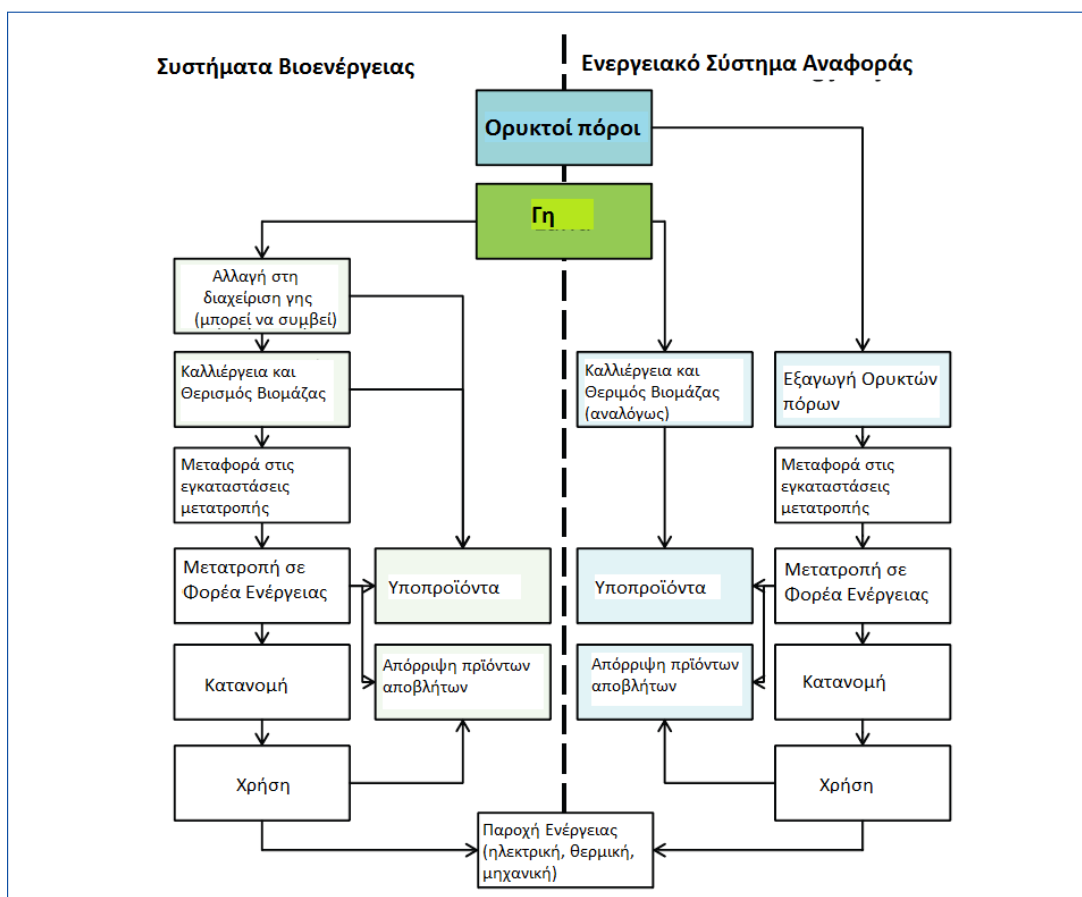 Συστήματα Βιοενέργειας
Ενεργειακό Σύστημα Αναφοράς
Ορυκτοί πόροι
Γη
Αλλαγή στη
διαχείριση γης
(μπορεί να συμβεί)
Καλλιέργεια και
Θερισμός Βιομάζας
Καλλιέργεια και
Θεριμός Βιομάζας
(αναλόγως)
Εξαγωγή Ορυκτών
πόρων
Μεταφορά στις
εγκαταστάσεις
μετατροπής
Μεταφορά στις
εγκαταστάσεις
μετατροπής
Μετατροπή σε
Φορέα Ενέργειας
Υποπροϊόντα
Υποπροϊόντα
Μετατροπή σε
Φορέα Ενέργειας
Κατανομή
Απόρριψη πρϊόντων
αποβλήτων
Απόρριψη πρϊόντων
αποβλήτων
Κατανομή
Χρήση
Χρήση
Παροχή Ενέργειας
(ηλεκτρική, θερμική,
μηχανική)